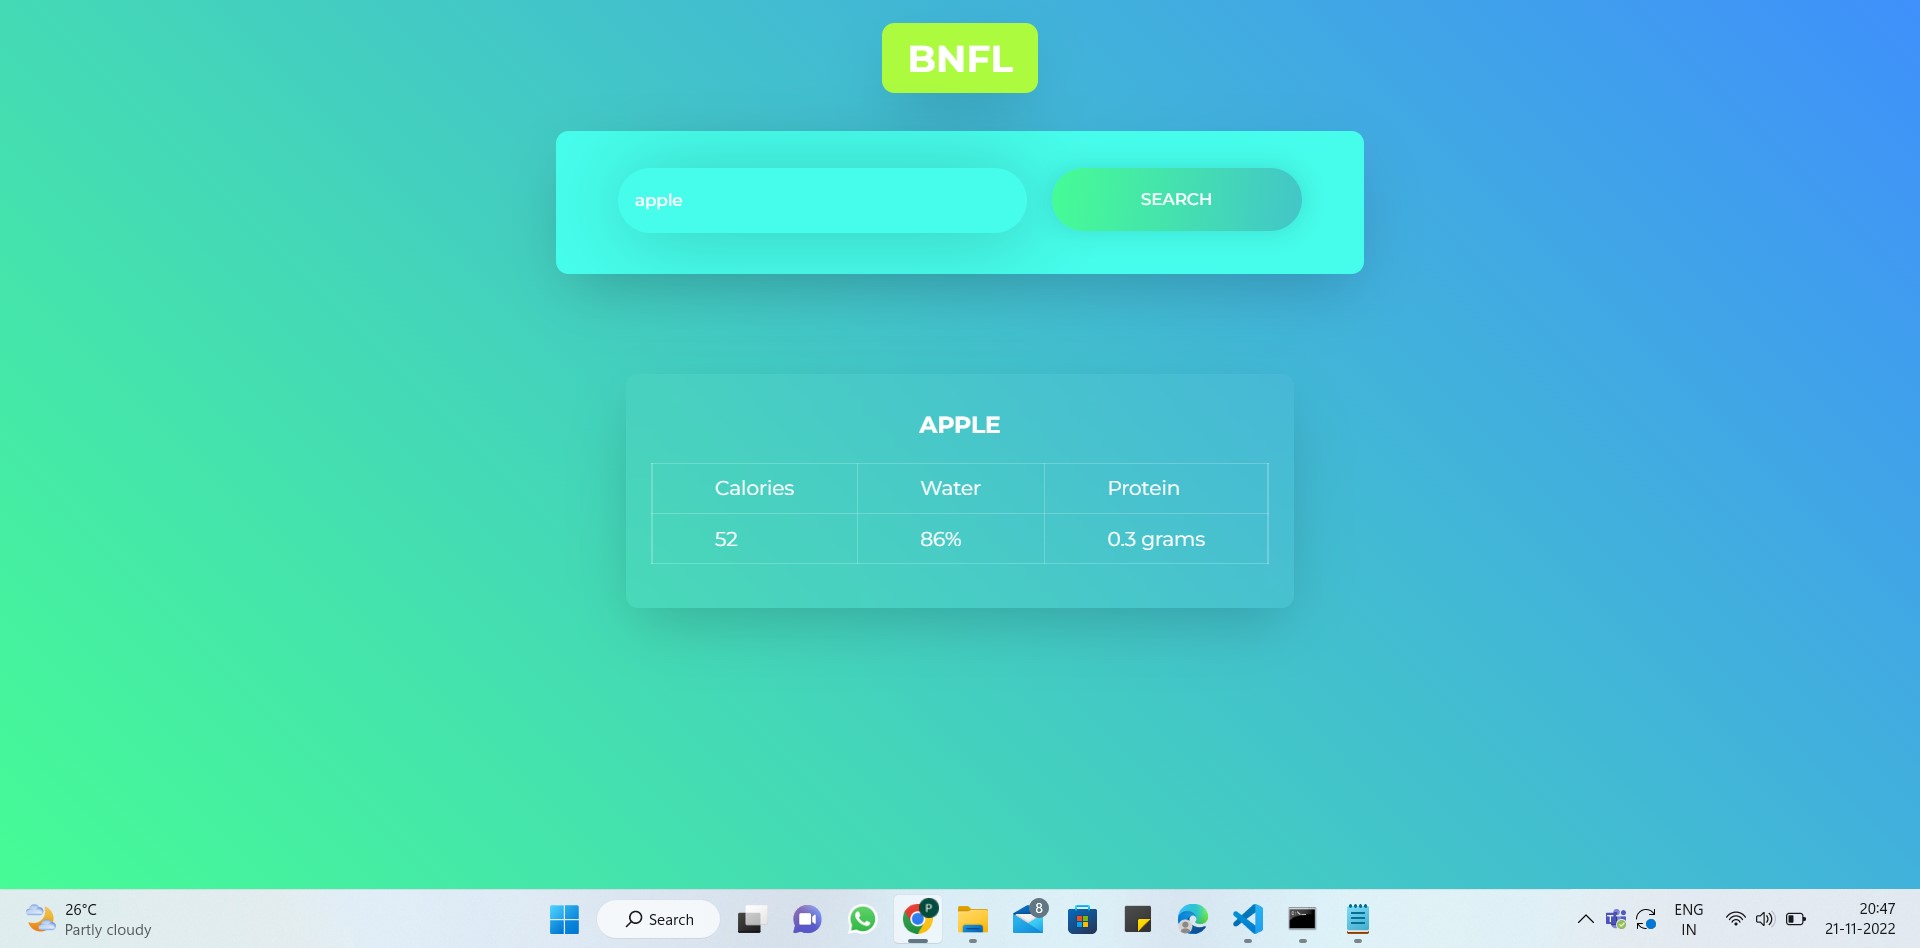 BNFL
apple
SEARCH
APPLE
Calories Water Protein
52 86% 0.3 grams
26°C
Partly cloudy
Search
P
8
ENG
IN
20:47
21-11-2022